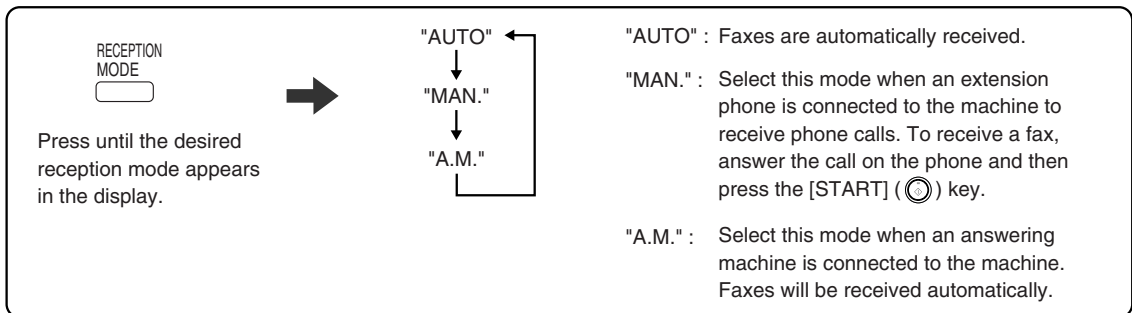 RECEPTION
MODE
Press until the desired
reception mode appears
in the display.
"AUTO"
"MAN."
"A.M."
"AUTO" : Faxes are automatically received.
"MAN." : Select this mode when an extension
phone is connected to the machine to
receive phone calls. To receive a fax,
answer the call on the phone and then
press the [START] ( ) key.
"A.M." : Select this mode when an answering
machine is connected to the machine.
Faxes will be received automatically.